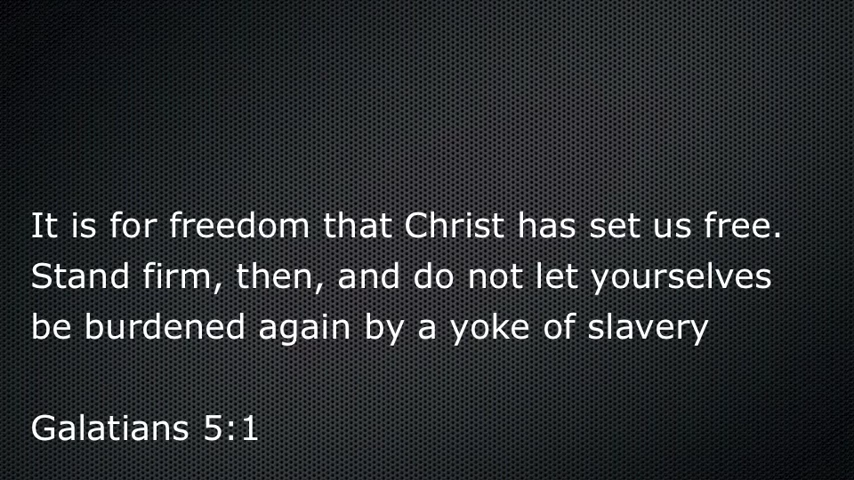 It is for freedom that Christ has set us free.
Stand firm, then, and do not let yourselves
be burdened again by a yoke of slavery
Galatians 5:1